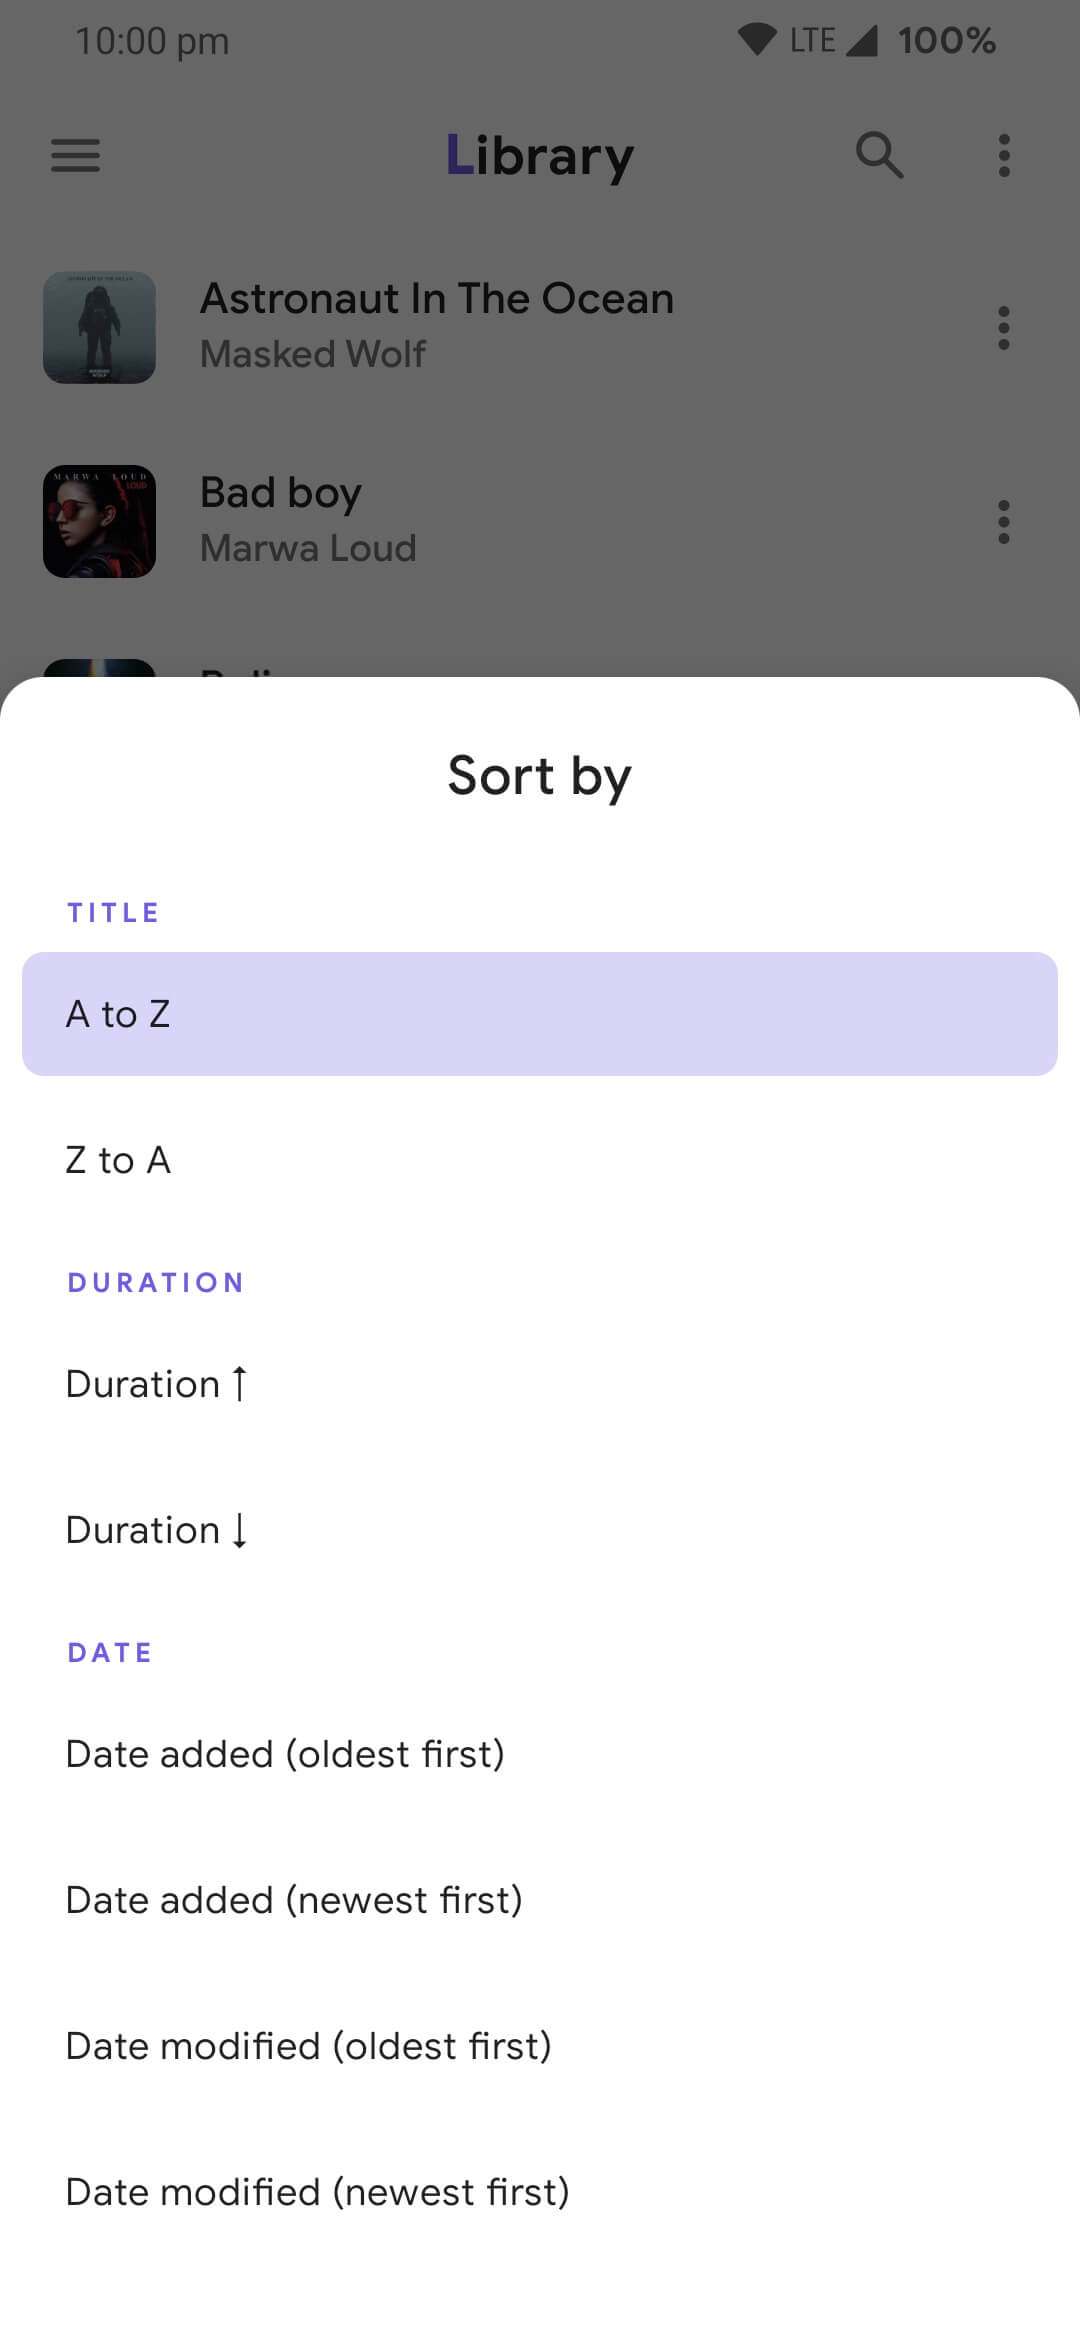 10:00 pm LTE 100%
Library
Astronaut In The Ocean
Masked Wolf
MARWA LOUD
LOUD
Bad boy
Marwa Loud
Sort by
TITLE
A to Z
Z to A
DURATION
Duration ↑
Duration ↓
DATE
Date added (oldest first)
Date added (newest first)
Date modified (oldest first)
Date modified (newest first)